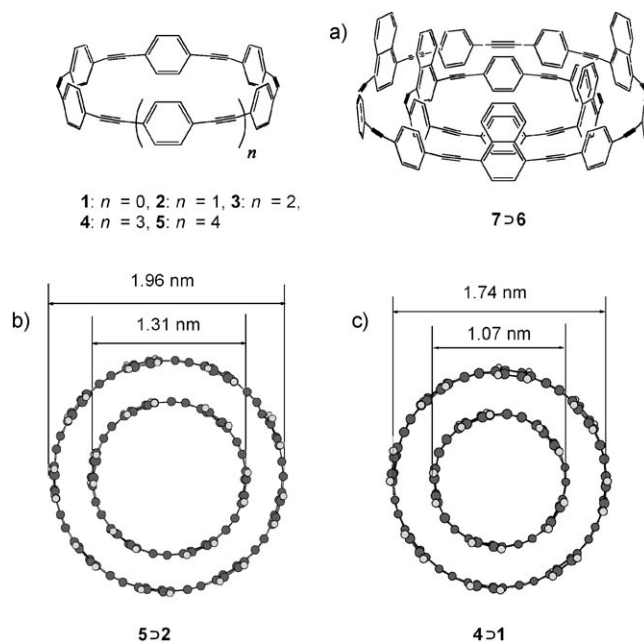 a)
n
1: n = 0, 2: n = 1, 3: n = 2,
4: n = 3, 5: n = 4
7⊃6
b)
1.96 nm
1.31 nm
c)
1.74 nm
1.07 nm
5⊃2
4⊃1